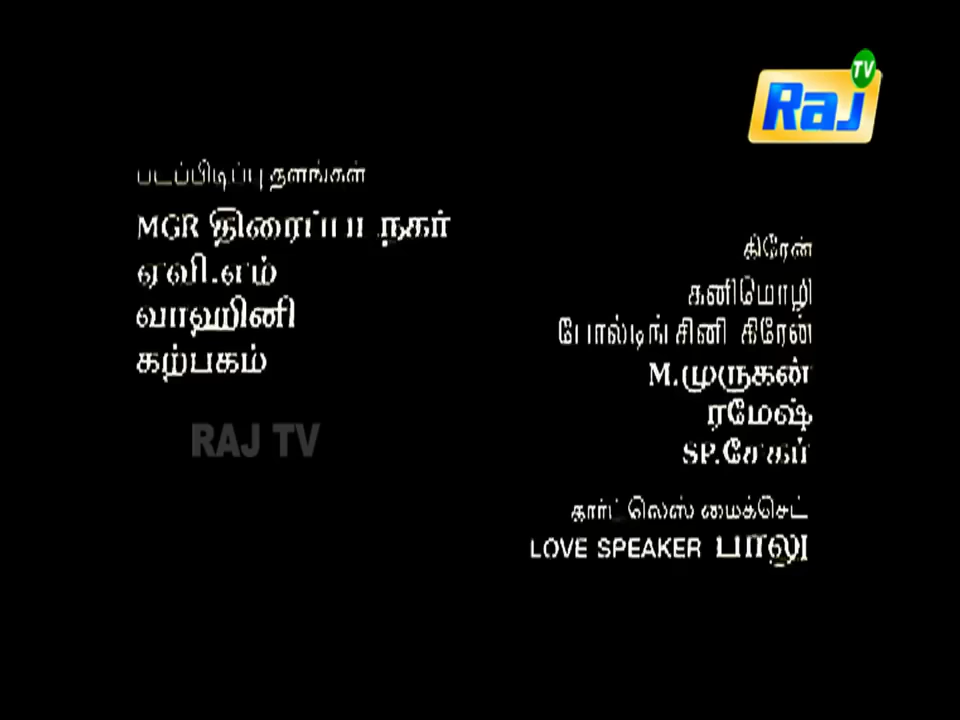 Raj TV
படப்பிடிப்பு தளங்கள்
MGR திரைப்பட நகர்
ஏவி.எம்
வாஹினி
கற்பகம்
RAJ TV
கிரேன்
கனிமொழி
போல்டிங் சினி கிரேன்
M.முருகன்
ரமேஷ்
SP.சேகர்
கார்ட்லெஸ் மைக்செட்
LOVE SPEAKER பாலு